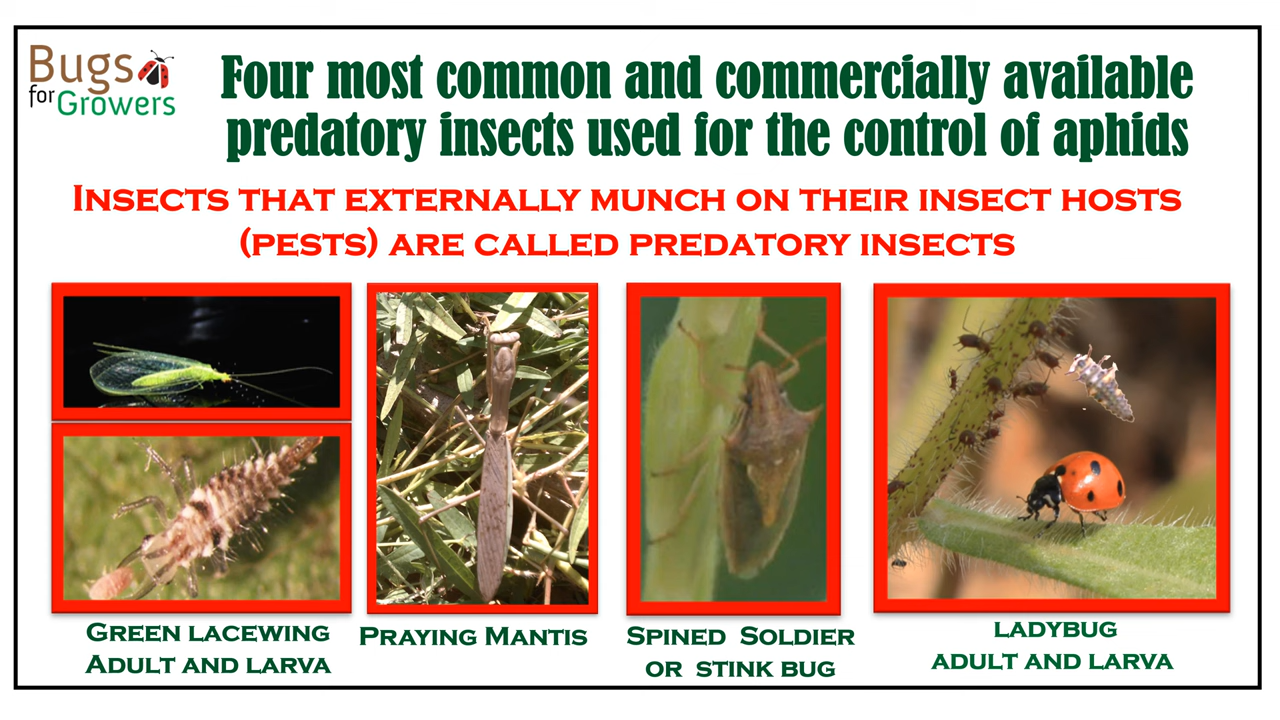 Bugs
for Growers
Four most common and commercially available
predatory insects used for the control of aphids
Insects that externally munch on their insect hosts
(pests) are called predatory insects
Green lacewing
Adult and larva
Praying Mantis
Spined Soldier
or stink bug
ladybug
adult and larva